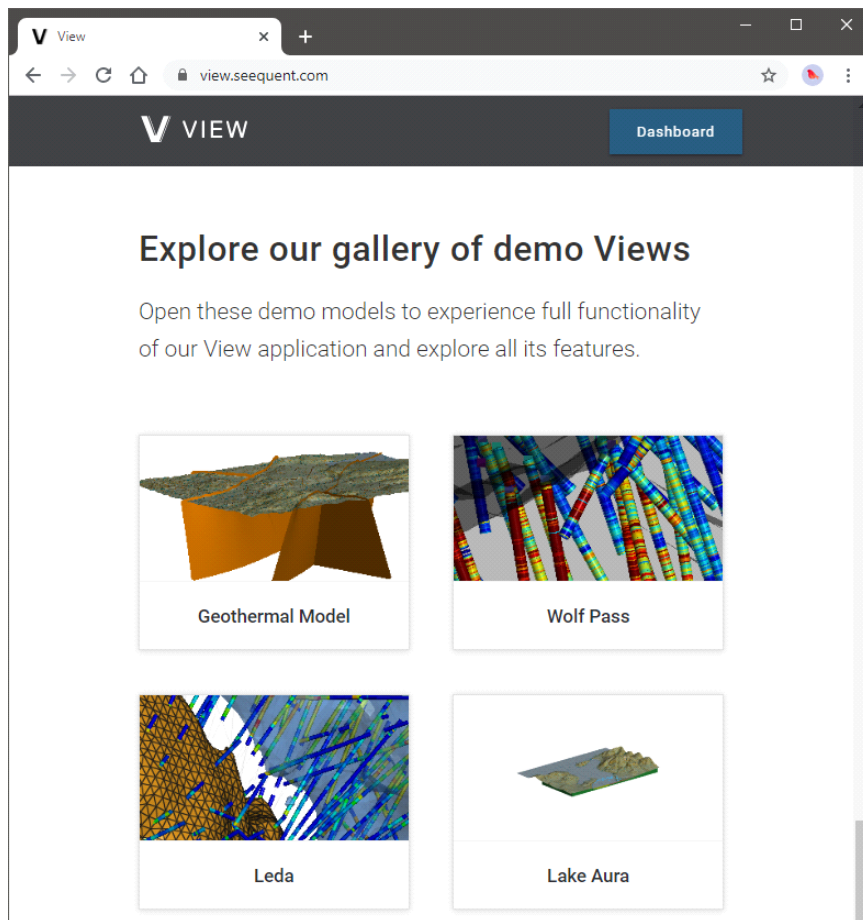 View
view.seequent.com
VIEW
Dashboard
Explore our gallery of demo Views
Open these demo models to experience full functionality
of our View application and explore all its features.
Geothermal Model
Wolf Pass
Leda
Lake Aura